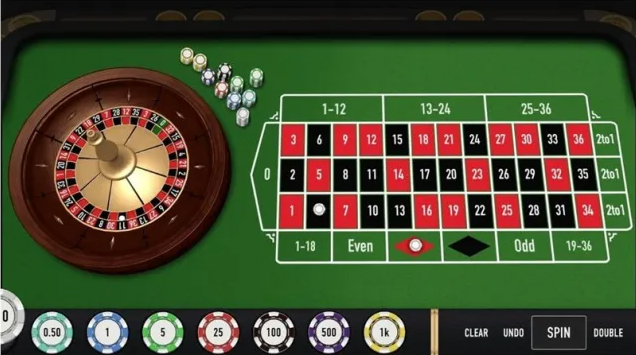 1-12 13-24 25-36
0 3 6 9 12 15 18 21 24 27 30 33 36 2to1
2 5 8 11 14 17 20 23 26 29 32 35 2to1
1 7 10 13 16 19 22 25 28 31 34 2to1
1-18 Even Odd 19-36
0 0.50 1 5 25 100 500 1k CLEAR UNDO SPIN DOUBLE